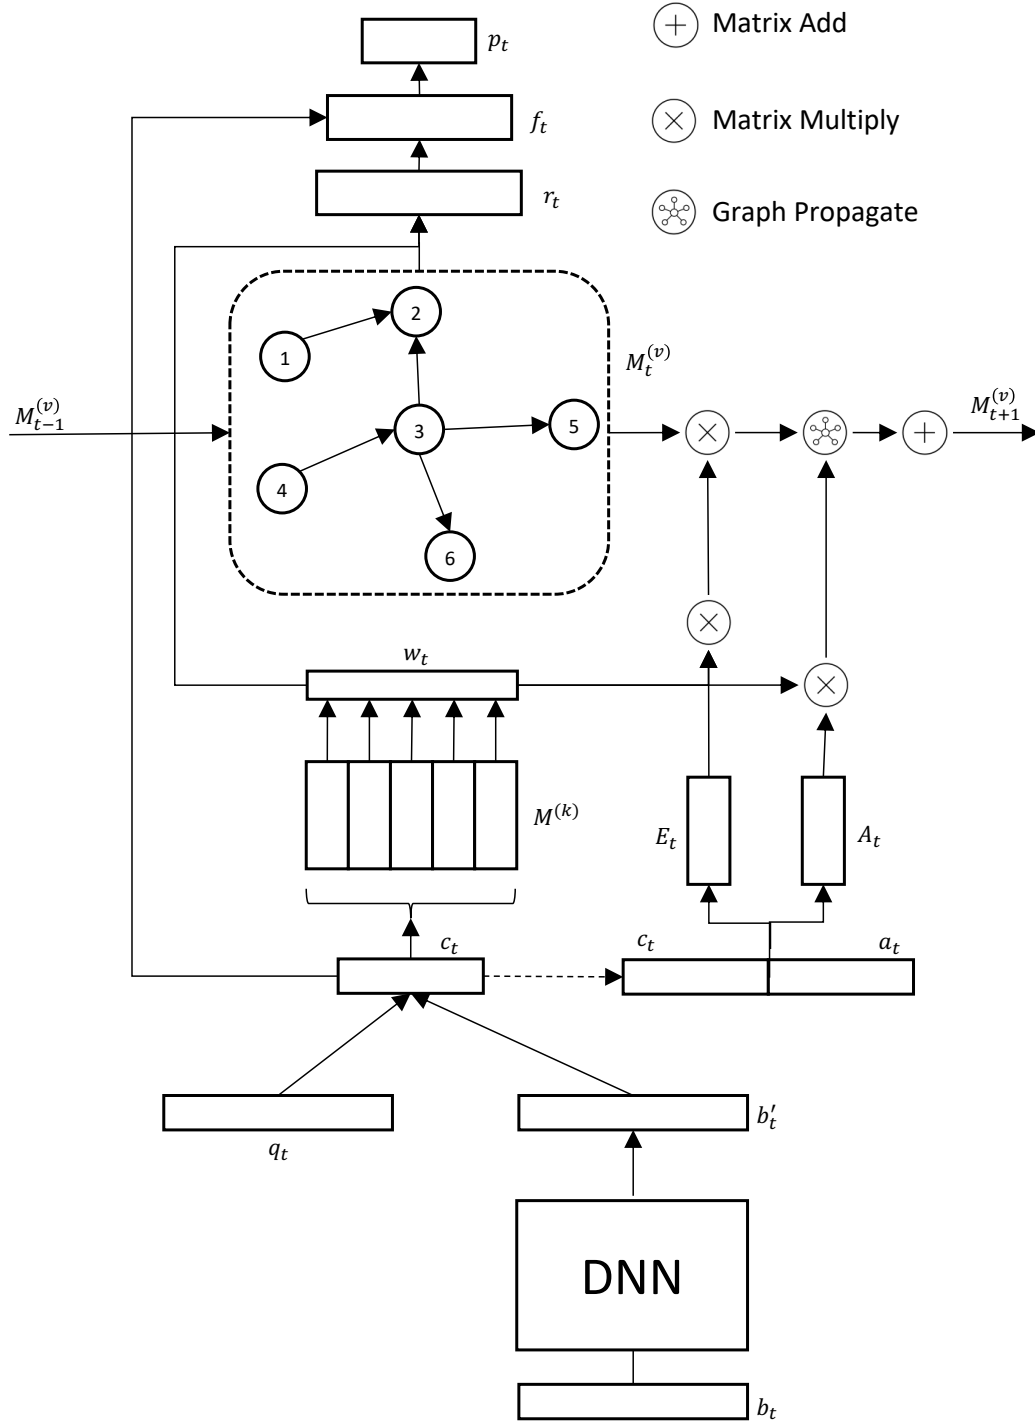 p_t
Matrix Add
f_t
Matrix Multiply
r_t
Graph Propagate
2
1
M_t^{(v)}
M_{t-1}^{(v)}
3
5
M_{t+1}^{(v)}
4
6
w_t
M^{(k)}
E_t
A_t
c_t
c_t
a_t
q_t
b_t′
DNN
b_t